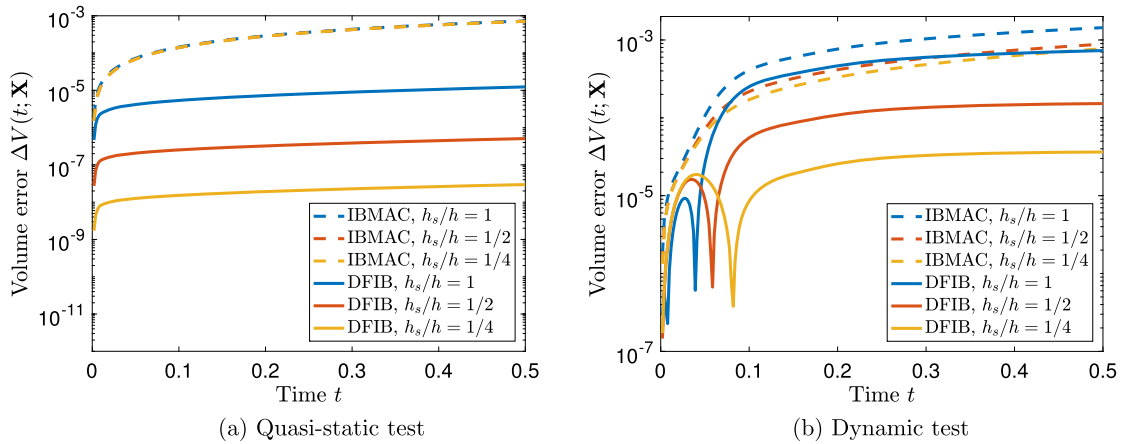 10^{-3}
10^{-5}
10^{-7}
10^{-9}
10^{-11}
Volume error ΔV(t; X)
0 0.1 0.2 0.3 0.4 0.5
Time t
IBMAC, h_s/h = 1
IBMAC, h_s/h = 1/2
IBMAC, h_s/h = 1/4
DFIB, h_s/h = 1
DFIB, h_s/h = 1/2
DFIB, h_s/h = 1/4
(a) Quasi-static test
10^{-3}
10^{-5}
10^{-7}
Volume error ΔV(t; X)
0 0.1 0.2 0.3 0.4 0.5
Time t
IBMAC, h_s/h = 1
IBMAC, h_s/h = 1/2
IBMAC, h_s/h = 1/4
DFIB, h_s/h = 1
DFIB, h_s/h = 1/2
DFIB, h_s/h = 1/4
(b) Dynamic test